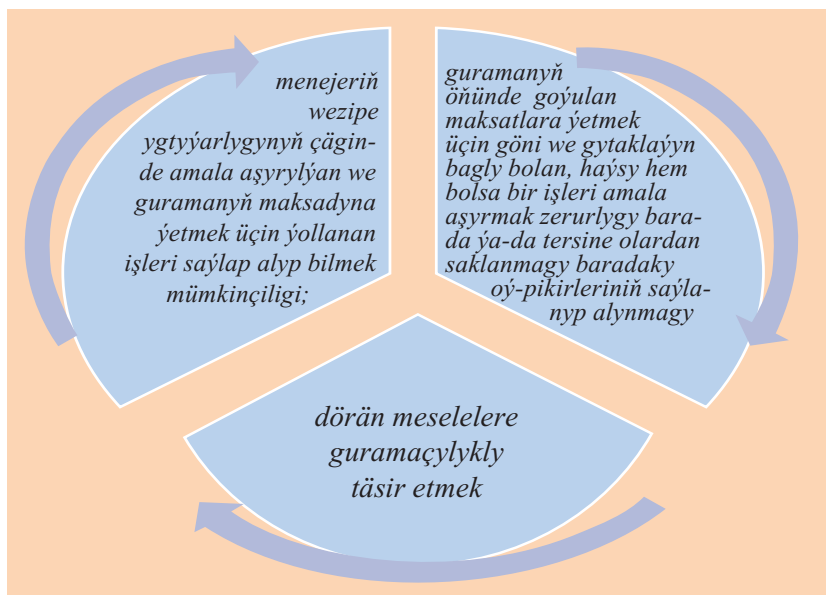 menejeriň
wezipe
ygtyýarlygynyň çägin-
de amala aşyrylýan we
guramanyň maksadyna
ýetmek üçin ýollanan
işleri saýlap alyp bilmek
mümkinçiligi;
guramanyň
öňünde goýulan
maksatlara ýetmek
üçin göni we gytaklaýyn
bagly bolan, haýsy hem
bolsa bir işleri amala
aşyrmak zerurlygy bara-
da ýa-da tersine olardan
saklanmagy baradaky
oý-pikirleriniň saýla-
nyp alynmagy
dörän meselelere
guramaçylykly
täsir etmek